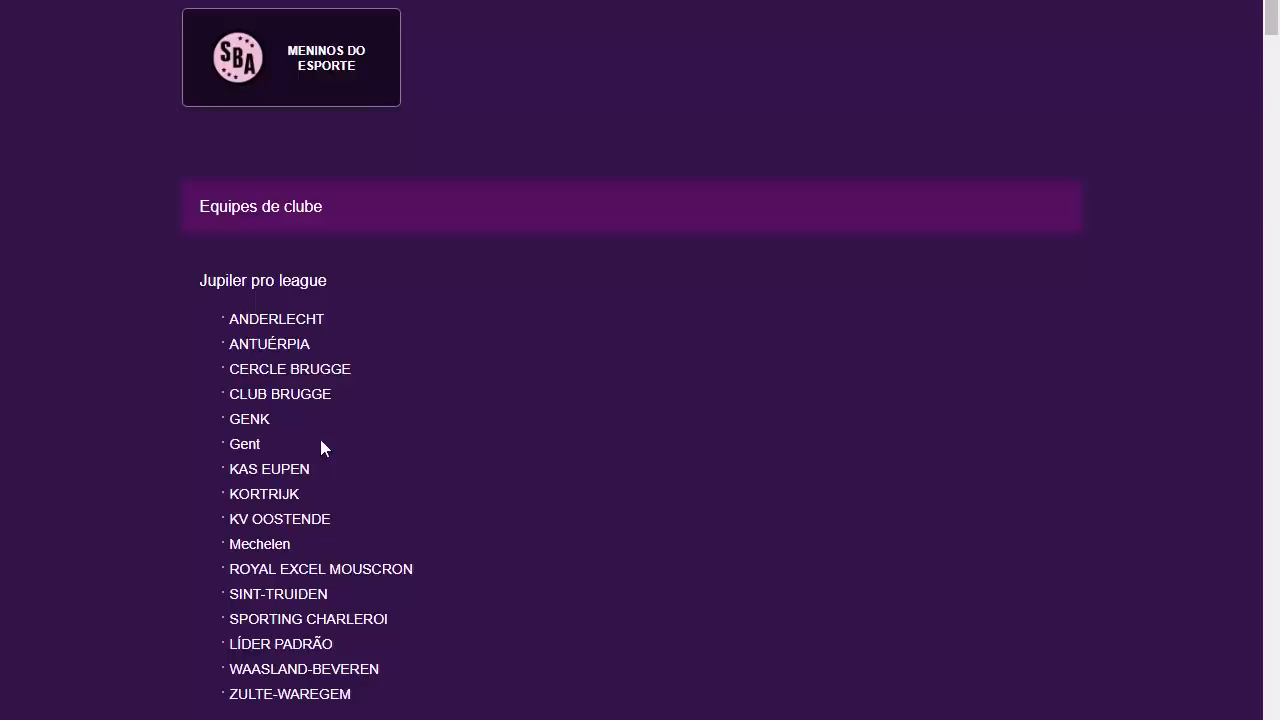 SBA
MENINOS DO
ESPORTE
Equipes de clube
Jupiler pro league
ANDERLECHT
ANTUÉRPIA
CERCLE BRUGGE
CLUB BRUGGE
GENK
Gent
KAS EUPEN
KORTRIJK
KV OOSTENDE
Mechelen
ROYAL EXCEL MOUSCRON
SINT-TRUIDEN
SPORTING CHARLEROI
LÍDER PADRÃO
WAASLAND-BEVEREN
ZULTE-WAREGEM